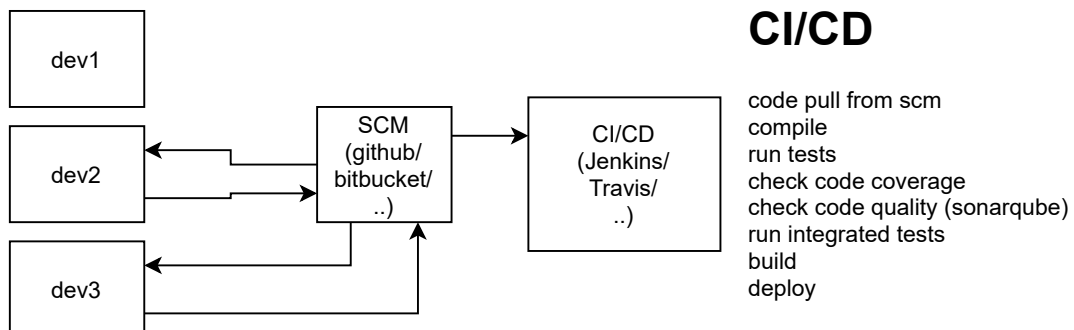 dev1
dev2
dev3
SCM
(github/
bitbucket/
..)
CI/CD
(Jenkins/
Travis/
..)
CI/CD
code pull from scm
compile
run tests
check code coverage
check code quality (sonarqube)
run integrated tests
build
deploy